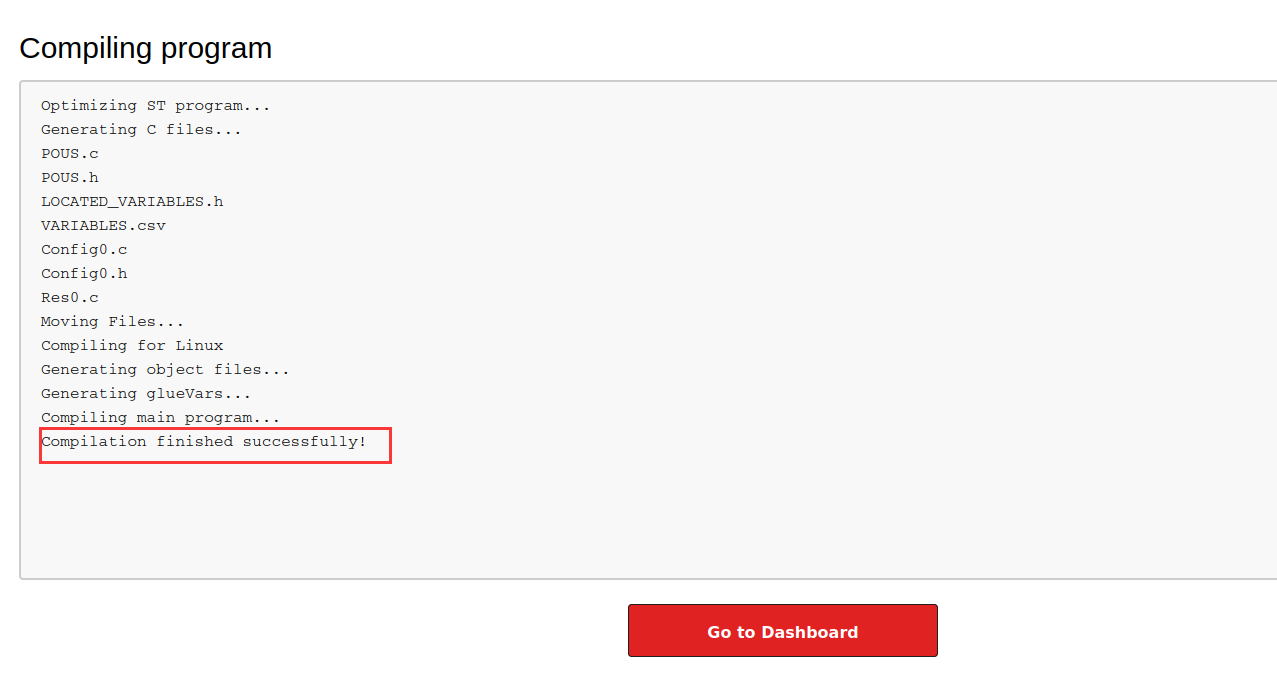 Compiling program
Optimizing ST program...
Generating C files...
POUS.c
POUS.h
LOCATED_VARIABLES.h
VARIABLES.csv
Config0.c
Config0.h
Res0.c
Moving Files...
Compiling for Linux
Generating object files...
Generating glueVars...
Compiling main program...
Compilation finished successfully!
Go to Dashboard